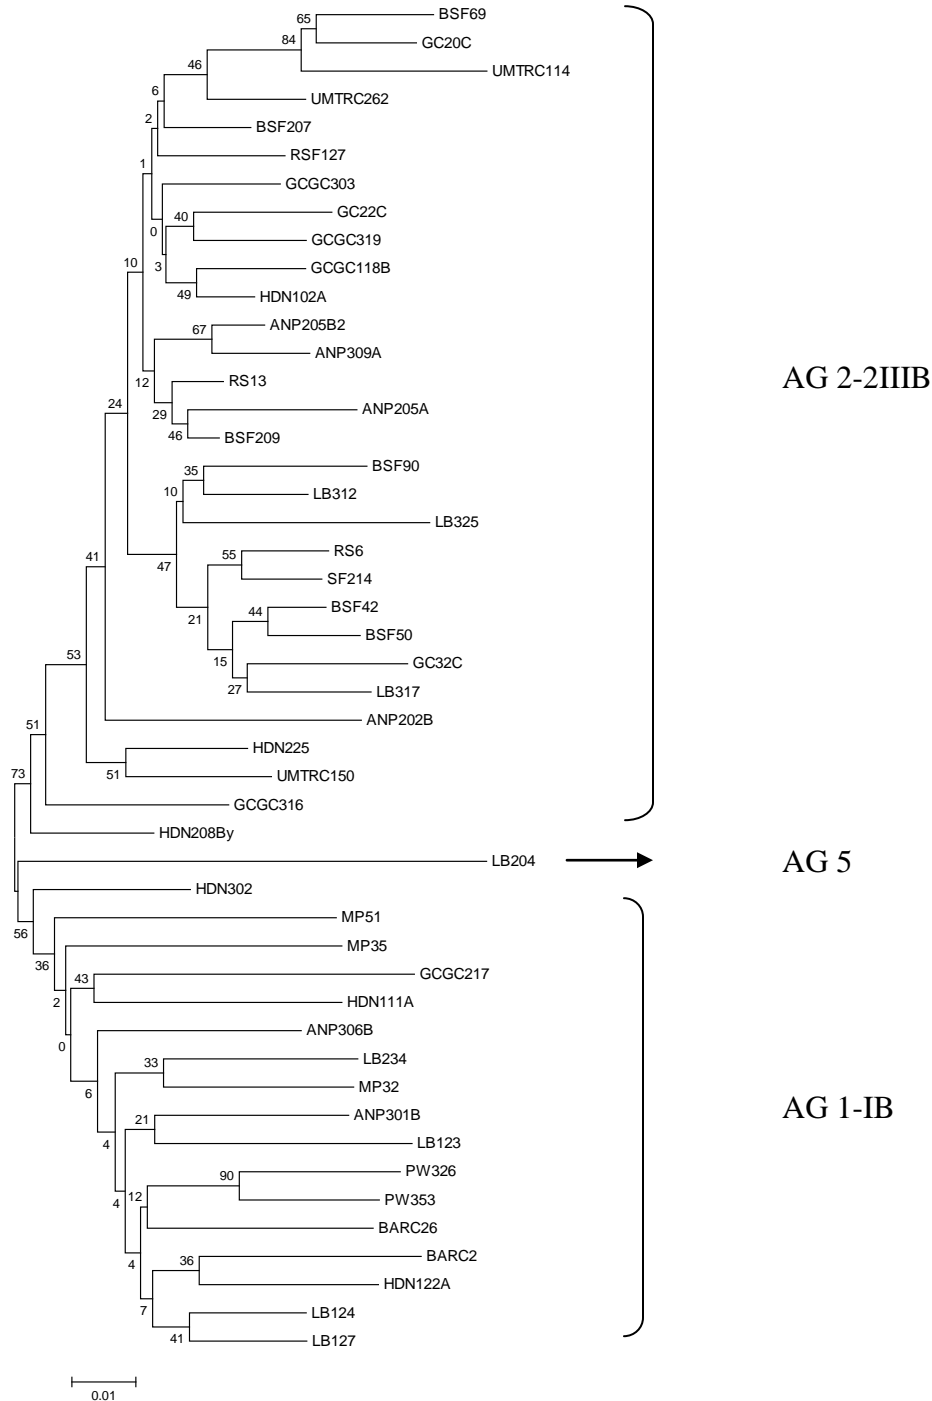 BSF69
65
GC20C
84
UMTRC114
46
UMTRC262
6
BSF207
2
RSF127
1
GCGC303
GC22C
40
0
GCGC319
3
GCGC118B
10
49
HDN102A
ANP205B2
67
ANP309A
12
RS13
24
29
ANP205A
46
BSF209
BSF90
35
10
LB312
LB325
41
47
RS6
55
SF214
21
BSF42
44
BSF50
15
GC32C
53
27
LB317
ANP202B
51
HDN225
73
51
UMTRC150
GCGC316
HDN208By
LB204
HDN302
56
MP51
36
MP35
GCGC217
43
2
HDN111A
0
ANP306B
6
LB234
33
MP32
4
ANP301B
21
LB123
4
PW326
90
12
PW353
BARC26
4
BARC2
36
HDN122A
7
LB124
41
LB127
0.01
AG 2-2IIIB
AG 5
AG 1-IB